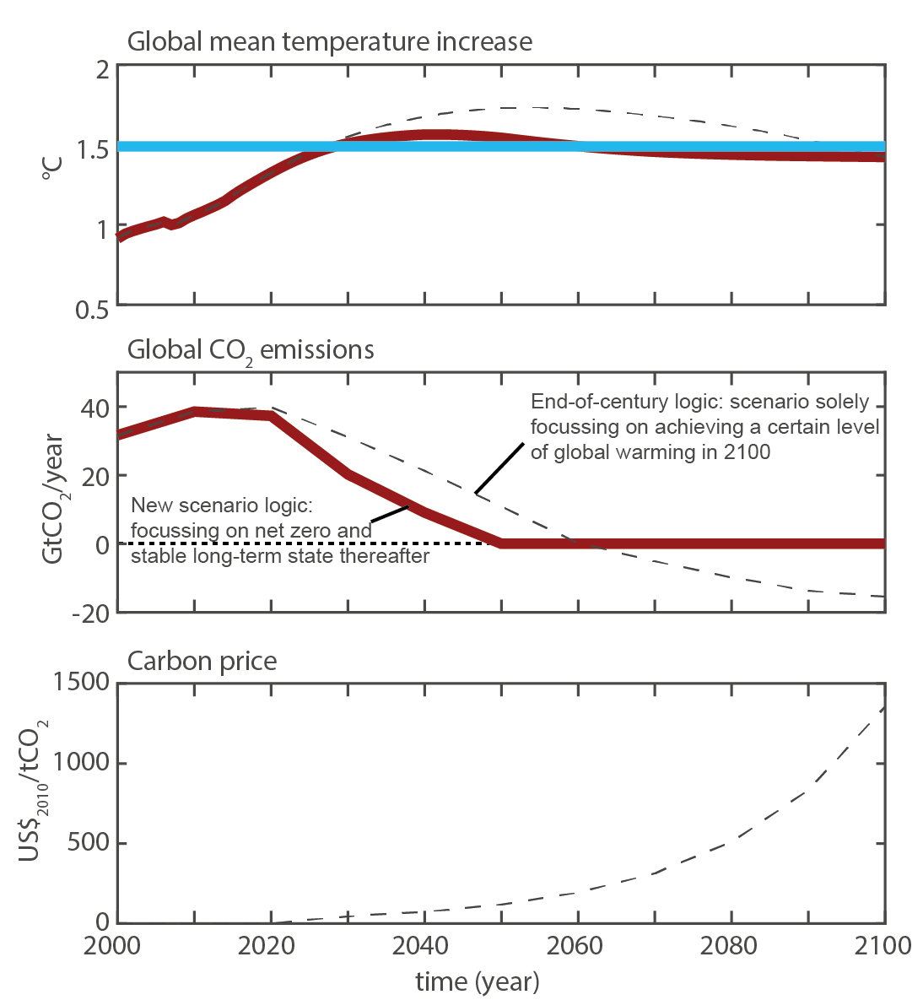 Global mean temperature increase
2
1.5
1
0.5
°C
Global CO₂ emissions
40
20
0
-20
GtCO₂/year
End-of-century logic: scenario solely
focussing on achieving a certain level
of global warming in 2100
New scenario logic:
focussing on net zero and
stable long-term state thereafter
Carbon price
1500
1000
500
0
US$₂₀₁₀/tCO₂
2000 2020 2040 2060 2080 2100
time (year)